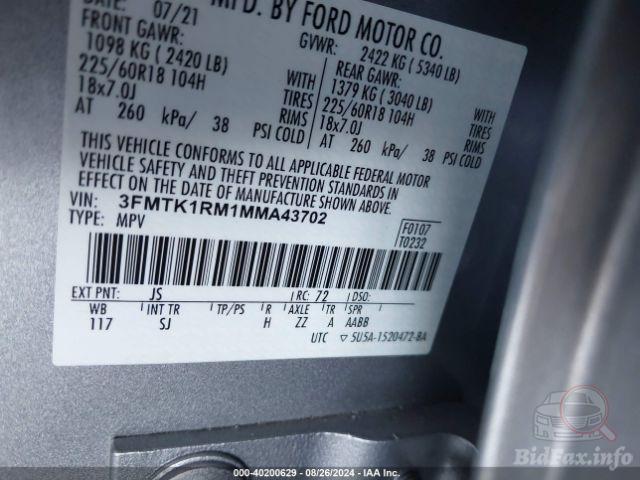 DATE: 07/21 MFD. BY FORD MOTOR CO.
FRONT GAWR: GVWR: 2422 KG ( 5340 LB)
1098 KG ( 2420 LB) WITH REAR GAWR: WITH
225/60R18 104H TIRES 1379 KG ( 3040 LB) TIRES
18x7.0J RIMS 225/60R18 104H RIMS
AT 260 kPa/ 38 PSI COLD 18x7.0J
AT 260 kPa/ 38 PSI COLD
THIS VEHICLE CONFORMS TO ALL APPLICABLE FEDERAL MOTOR
VEHICLE SAFETY AND THEFT PREVENTION STANDARDS IN
EFFECT ON THE DATE OF MANUFACTURE SHOWN ABOVE.
VIN: 3FMTK1RM1MMA43702
TYPE: MPV
F0107
T0232
EXT PNT: JS RC: 72 DSO:
WB INT TR TP/PS R AXLE TR SPR
117 SJ H ZZ A AABB
UTC ▽ 5U5A-1520472-BA
000-40200629 - 08/26/2024 - IAA Inc.
BidFax.info